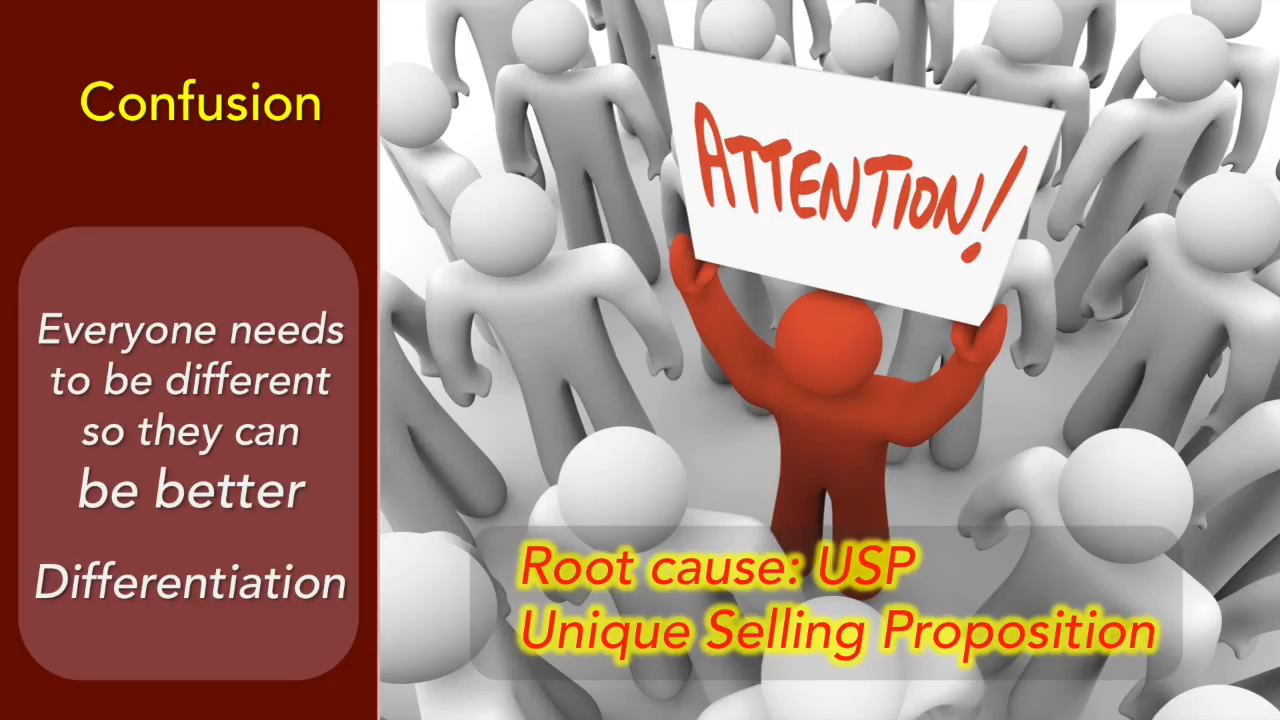 Confusion
Everyone needs
to be different
so they can
be better
Differentiation
ATTENTION!
Root cause: USP
Unique Selling Proposition